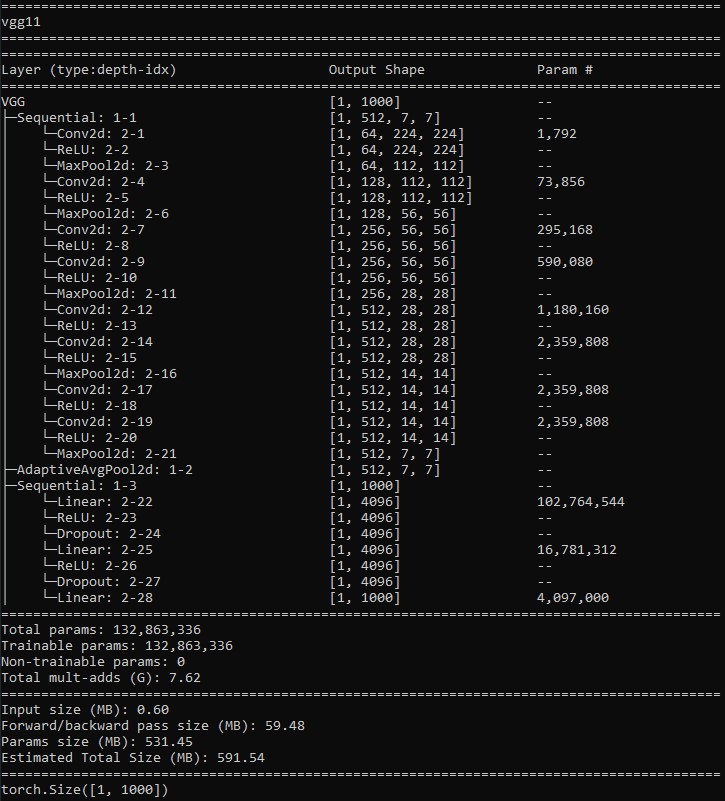 ==========================================================================================
vgg11
==========================================================================================
==========================================================================================
Layer (type:depth-idx)                   Output Shape              Param #
==========================================================================================
VGG                                      [1, 1000]                 --
├─Sequential: 1-1                        [1, 512, 7, 7]            --
│    └─Conv2d: 2-1                       [1, 64, 224, 224]         1,792
│    └─ReLU: 2-2                         [1, 64, 224, 224]         --
│    └─MaxPool2d: 2-3                    [1, 64, 112, 112]         --
│    └─Conv2d: 2-4                       [1, 128, 112, 112]        73,856
│    └─ReLU: 2-5                         [1, 128, 112, 112]        --
│    └─MaxPool2d: 2-6                    [1, 128, 56, 56]          --
│    └─Conv2d: 2-7                       [1, 256, 56, 56]          295,168
│    └─ReLU: 2-8                         [1, 256, 56, 56]          --
│    └─Conv2d: 2-9                       [1, 256, 56, 56]          590,080
│    └─ReLU: 2-10                        [1, 256, 56, 56]          --
│    └─MaxPool2d: 2-11                   [1, 256, 28, 28]          --
│    └─Conv2d: 2-12                      [1, 512, 28, 28]          1,180,160
│    └─ReLU: 2-13                        [1, 512, 28, 28]          --
│    └─Conv2d: 2-14                      [1, 512, 28, 28]          2,359,808
│    └─ReLU: 2-15                        [1, 512, 28, 28]          --
│    └─MaxPool2d: 2-16                   [1, 512, 14, 14]          --
│    └─Conv2d: 2-17                      [1, 512, 14, 14]          2,359,808
│    └─ReLU: 2-18                        [1, 512, 14, 14]          --
│    └─Conv2d: 2-19                      [1, 512, 14, 14]          2,359,808
│    └─ReLU: 2-20                        [1, 512, 14, 14]          --
│    └─MaxPool2d: 2-21                   [1, 512, 7, 7]            --
├─AdaptiveAvgPool2d: 1-2                 [1, 512, 7, 7]            --
├─Sequential: 1-3                        [1, 1000]                 --
│    └─Linear: 2-22                      [1, 4096]                 102,764,544
│    └─ReLU: 2-23                        [1, 4096]                 --
│    └─Dropout: 2-24                     [1, 4096]                 --
│    └─Linear: 2-25                      [1, 4096]                 16,781,312
│    └─ReLU: 2-26                        [1, 4096]                 --
│    └─Dropout: 2-27                     [1, 4096]                 --
│    └─Linear: 2-28                      [1, 1000]                 4,097,000
==========================================================================================
Total params: 132,863,336
Trainable params: 132,863,336
Non-trainable params: 0
Total mult-adds (G): 7.62
==========================================================================================
Input size (MB): 0.60
Forward/backward pass size (MB): 59.48
Params size (MB): 531.45
Estimated Total Size (MB): 591.54
==========================================================================================
torch.Size([1, 1000])